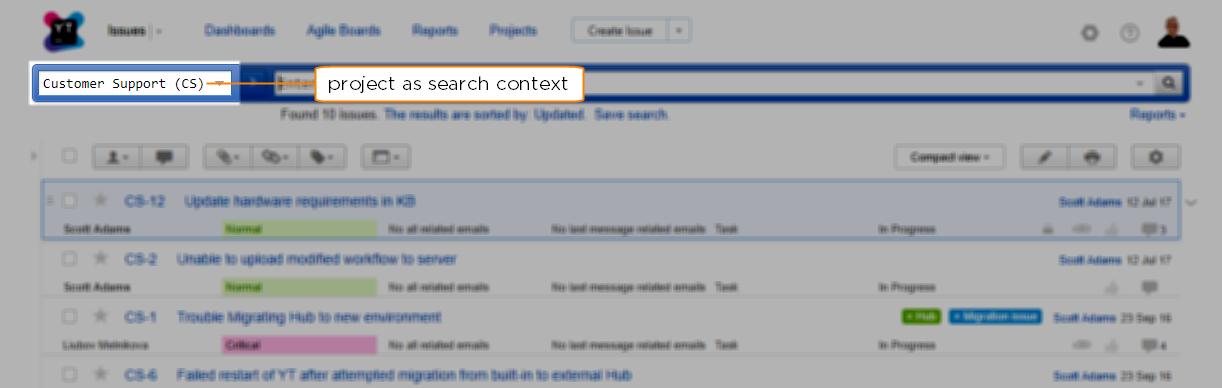 YT Issues Dashboards Agile Boards Reports Projects Create Issue
Customer Support (CS) project as search context
Found 10 issues. The results are sorted by: Updated. Save search. Reports
Compact view
CS-12 Update hardware requirements in KB Scott Adams 12 Jul 17
Scott Adams Normal No all related emails No last message related emails Task In Progress 3
CS-2 Unable to upload modified workflow to server Scott Adams 12 Jul 17
Scott Adams Normal No all related emails No last message related emails Task In Progress
CS-1 Trouble Migrating Hub to new environment Hub Migration issue Scott Adams 23 Sep 16
Liubov Melnikova Critical No all related emails No last message related emails Task In Progress 4
CS-6 Failed restart of YT after attempted migration from built-in to external Hub Scott Adams 23 Sep 16